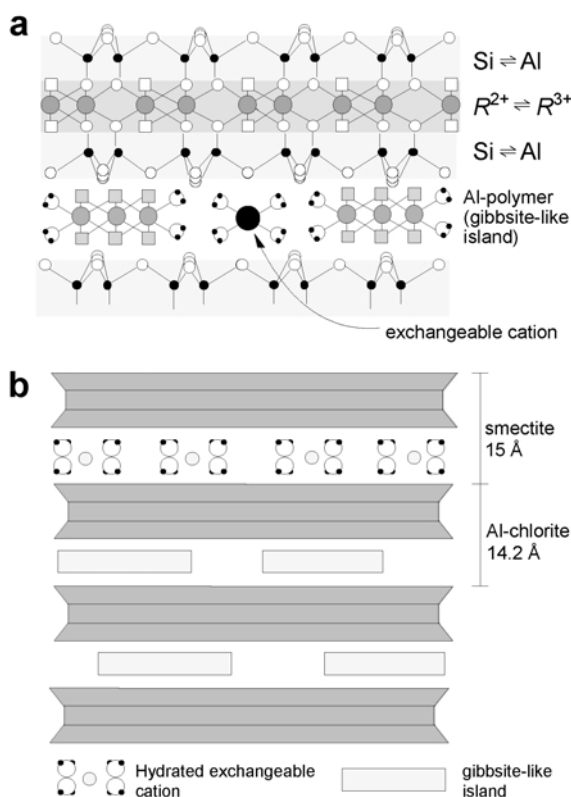 a
Si ⇌ Al
R2+ ⇌ R3+
Si ⇌ Al
Al-polymer
(gibbsite-like
island)
exchangeable cation
b
smectite
15 Å
Al-chlorite
14.2 Å
Hydrated exchangeable
cation
gibbsite-like
island